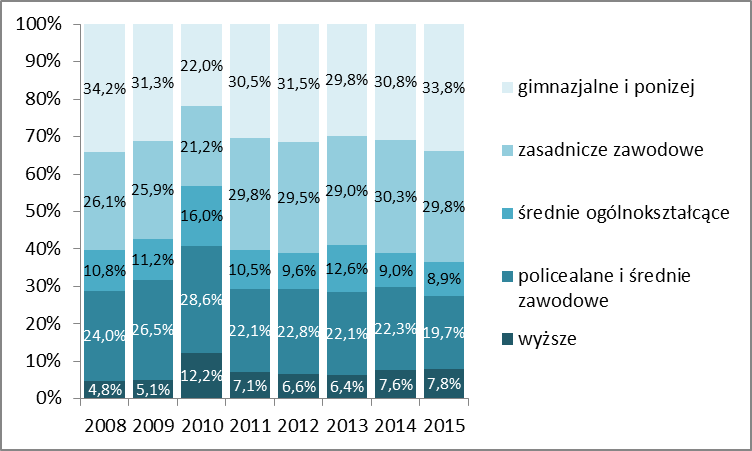 100%
90%
80%
70%
60%
50%
40%
30%
20%
10%
0%
34,2% 31,3% 22,0% 30,5% 31,5% 29,8% 30,8% 33,8%
26,1% 25,9% 21,2% 29,8% 29,5% 29,0% 30,3% 29,8%
10,8% 11,2% 16,0% 10,5% 9,6% 12,6% 9,0% 8,9%
24,0% 26,5% 28,6% 22,1% 22,8% 22,1% 22,3% 19,7%
4,8% 5,1% 12,2% 7,1% 6,6% 6,4% 7,6% 7,8%
2008 2009 2010 2011 2012 2013 2014 2015
gimnazjalne i ponizej
zasadnicze zawodowe
średnie ogólnokształcące
policealane i średnie
zawodowe
wyższe